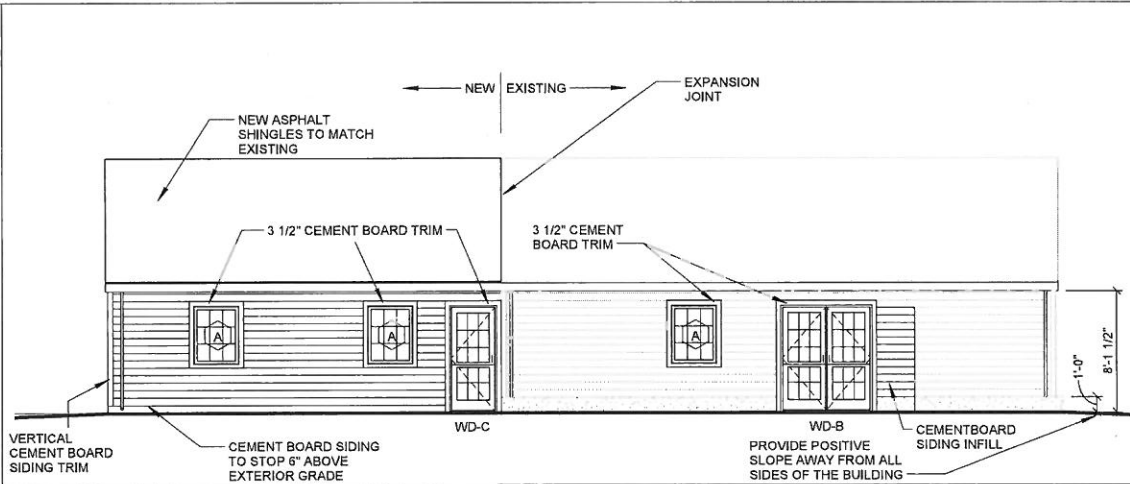 NEW EXISTING
EXPANSION
JOINT
NEW ASPHALT
SHINGLES TO MATCH
EXISTING
3 1/2" CEMENT BOARD TRIM
3 1/2" CEMENT
BOARD TRIM
A
A
A
8'-1 1/2"
1'-0"
WD-C
WD-B
VERTICAL
CEMENT BOARD
SIDING TRIM
CEMENT BOARD SIDING
TO STOP 6" ABOVE
EXTERIOR GRADE
PROVIDE POSITIVE
SLOPE AWAY FROM ALL
SIDES OF THE BUILDING
CEMENTBOARD
SIDING INFILL